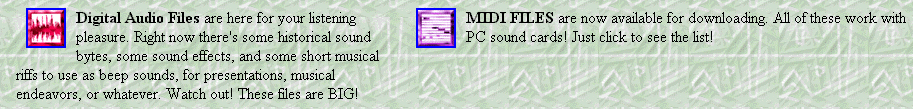 Digital Audio Files are here for your listening
pleasure. Right now there's some historical sound
bytes, some sound effects, and some short musical
riffs to use as beep sounds, for presentations, musical
endeavors, or whatever. Watch out! These files are BIG!
MIDI FILES are now available for downloading. All of these work with
PC sound cards! Just click to see the list!